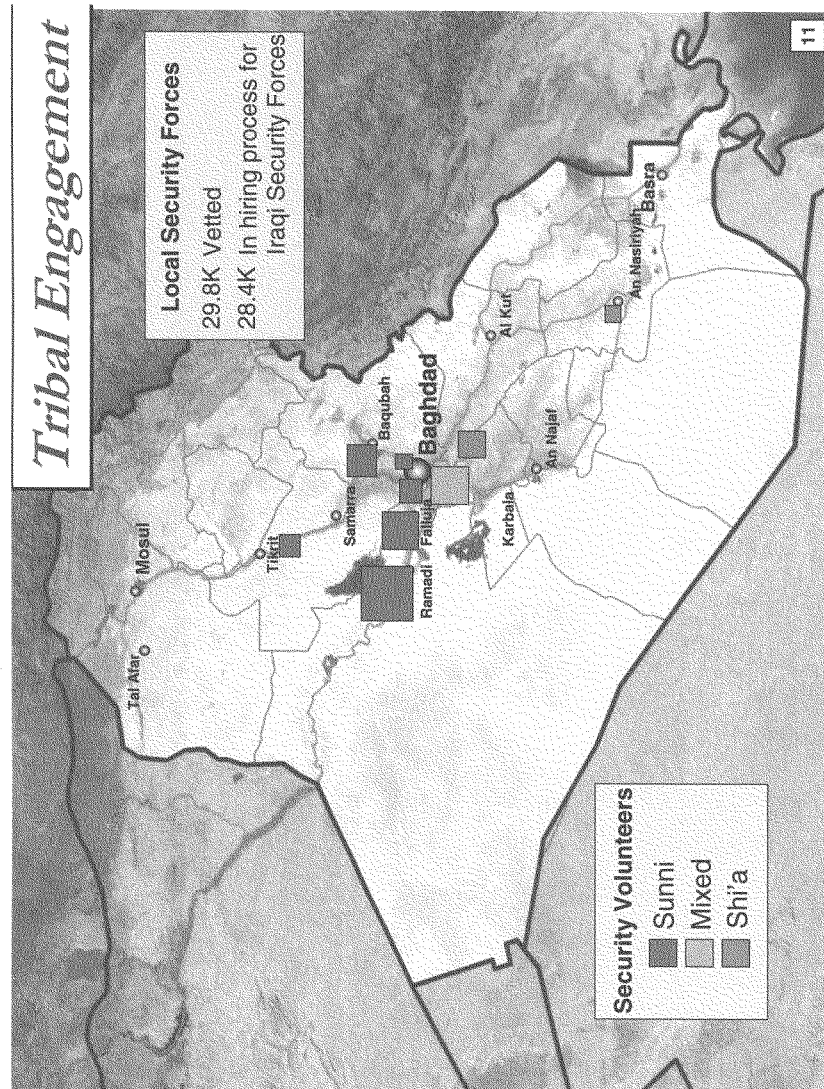 Tribal Engagement
Local Security Forces
29.8K Vetted
28.4K In hiring process for
Iraqi Security Forces
Tal Afar
Mosul
Tikrit
Samarra
Baqubah
Ramadi
Falluja
Baghdad
Karbala
An Najaf
Al Kut
An Nasiriyah
Basra
Security Volunteers
Sunni
Mixed
Shi'a
11